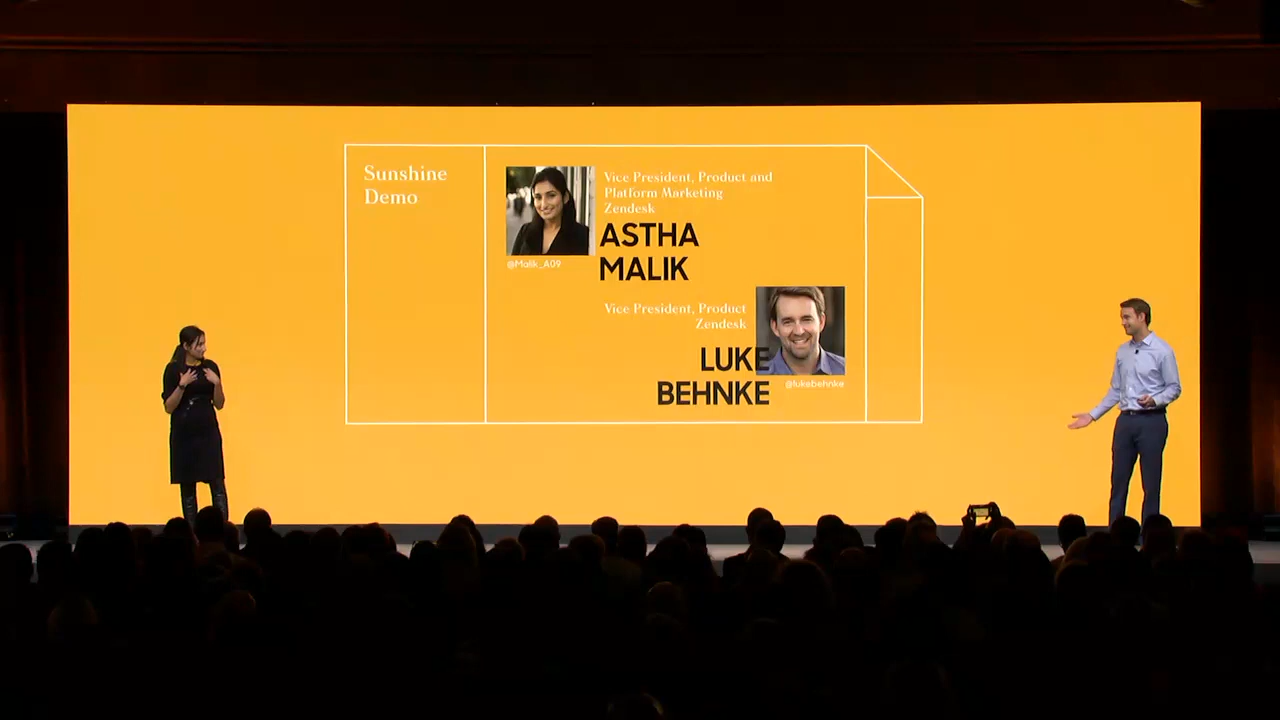 Sunshine
Demo
Vice President, Product and
Platform Marketing
Zendesk
ASTHA
MALIK
@Malik_A09
Vice President, Product
Zendesk
LUKE
BEHNKE
@lukebehnke